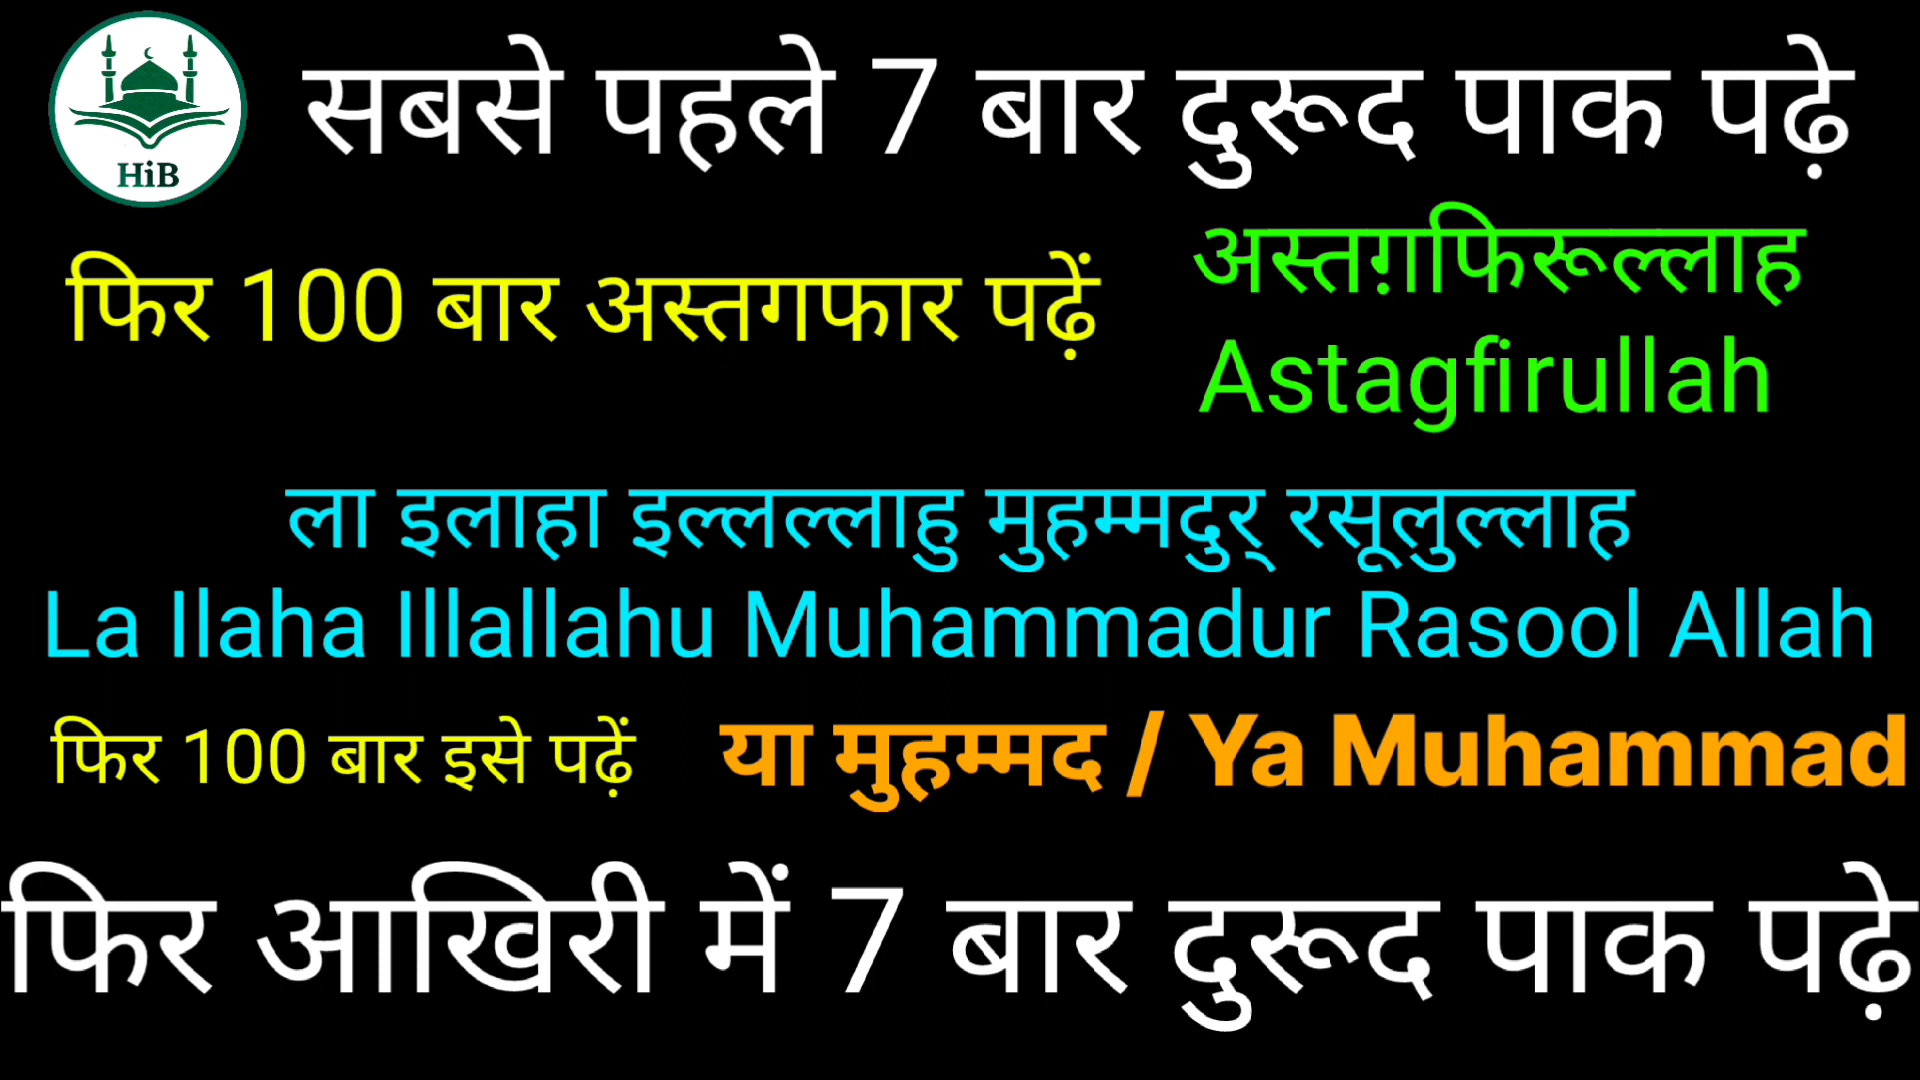 HiB
सबसे पहले 7 बार दुरूद पाक पढ़े
फिर 100 बार अस्तगफार पढ़ें
अस्तग़फिरूल्लाह
Astagfirullah
ला इलाहा इल्लल्लाहु मुहम्मदुर् रसूलुल्लाह
La Ilaha Illallahu Muhammadur Rasool Allah
फिर 100 बार इसे पढ़ें
या मुहम्मद / Ya Muhammad
फिर आखिरी में 7 बार दुरूद पाक पढ़े